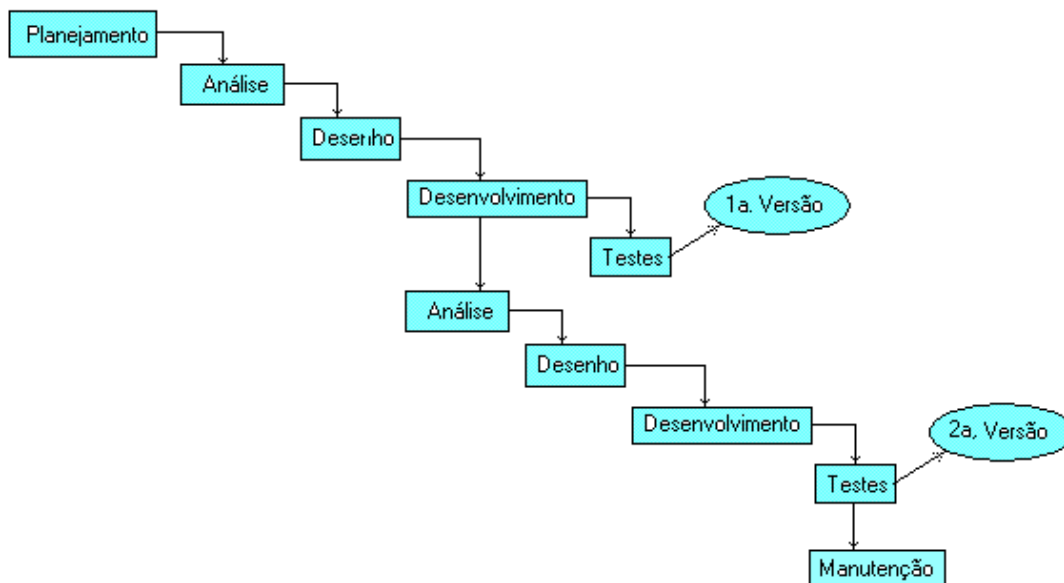 Planejamento
Análise
Desenho
Desenvolvimento
1a. Versão
Testes
Análise
Desenho
Desenvolvimento
2a. Versão
Testes
Manutenção